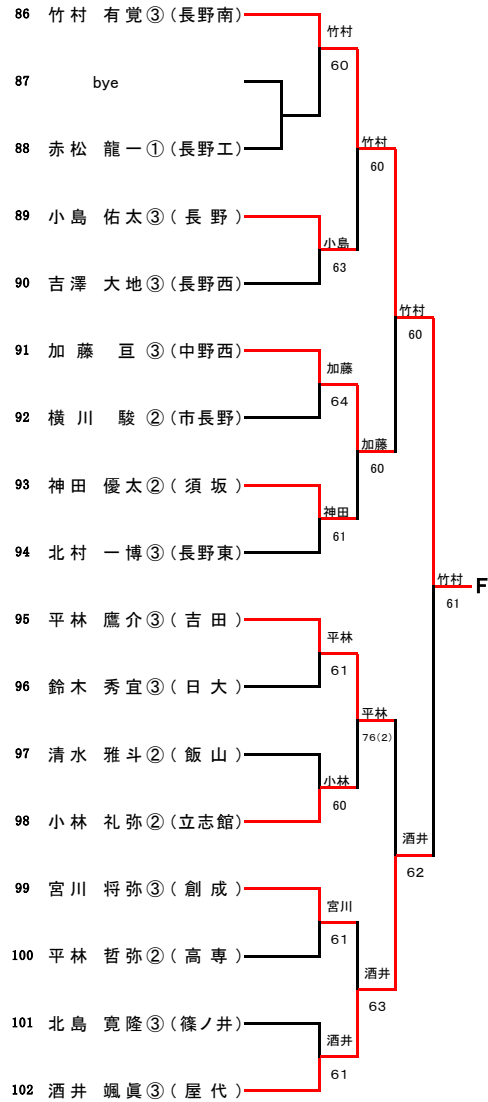 86 竹村 有覚③(長野南)
竹村
60
87 bye
88 赤松 龍一①(長野工)
竹村
60
89 小島 佑太③(長野)
小島
63
90 吉澤 大地③(長野西)
竹村
60
91 加藤 亘③(中野西)
加藤
64
92 横川 駿②(市長野)
加藤
60
93 神田 優太②(須坂)
神田
61
94 北村 一博③(長野東)
竹村
61
F
95 平林 鷹介③(吉田)
平林
61
96 鈴木 秀宜③(日大)
平林
76(2)
97 清水 雅斗②(飯山)
小林
60
98 小林 礼弥②(立志館)
酒井
62
99 宮川 将弥③(創成)
宮川
61
100 平林 哲弥②(高専)
酒井
63
101 北島 寛隆③(篠ノ井)
酒井
61
102 酒井 颯眞③(屋代)